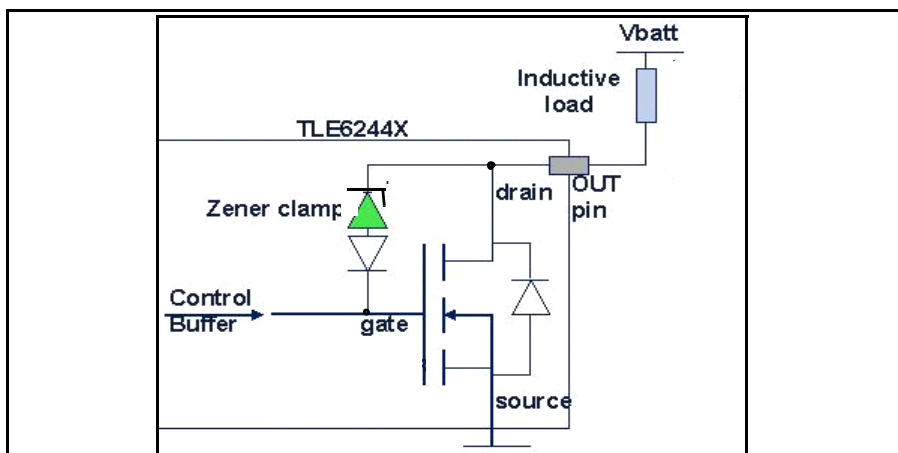 Vbatt
Inductive
load
TLE6244X
drain
OUT
pin
Zener clamp
Control
Buffer
gate
source